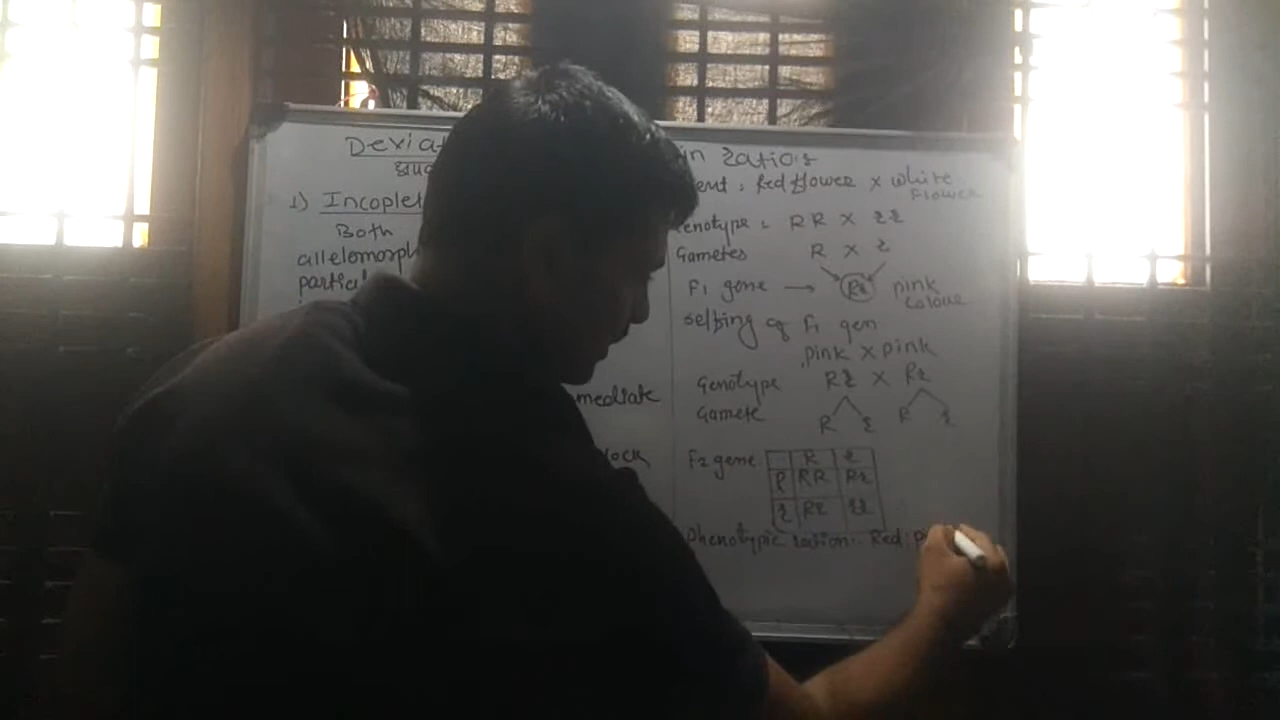 Deviat
1) Incoplet
Both
allelomorph
partial
mediate
lock
n ratios
ent : Red flower x white
Flower
enotype : RR X rr
Gametes R X r
F1 gene → Rr pink
colour
selfing of F1 gen
pink X pink
Genotype Rr X Rr
Gamete R r R r
F2 gene R r
R RR Rr
r Rr rr
Phenotypic ration:- Red : pi